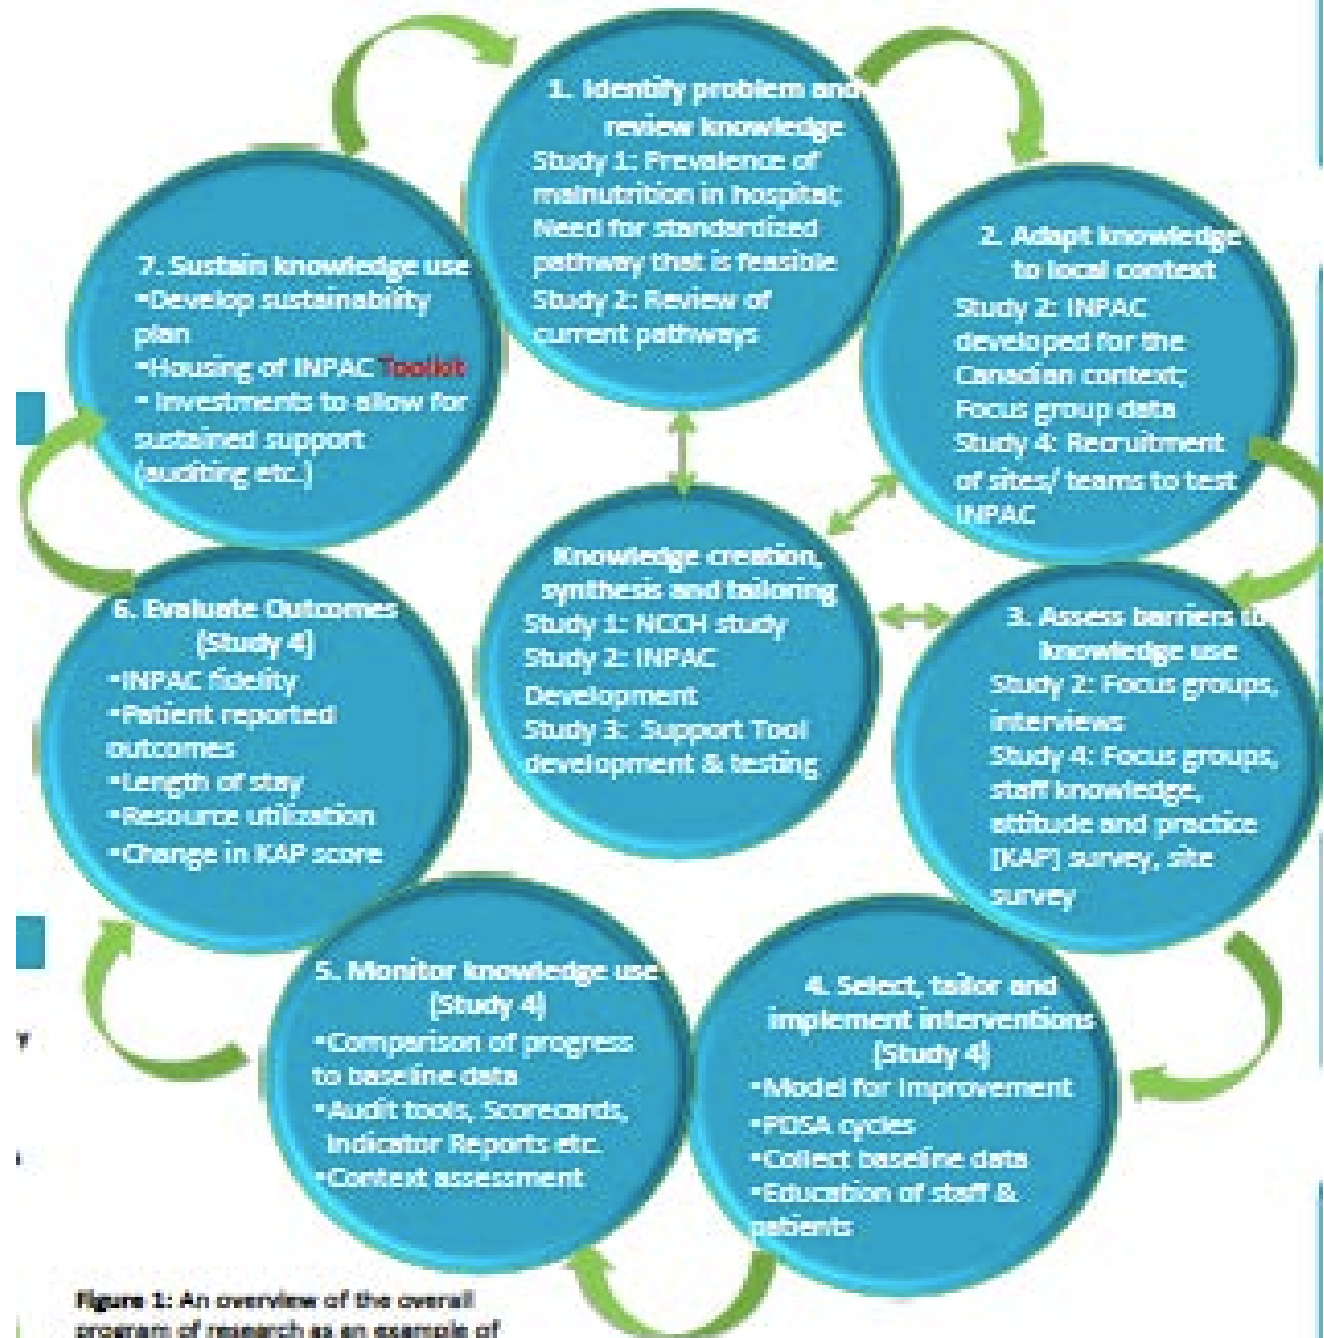 1. Identify problem and
review knowledge
Study 1: Prevalence of
malnutrition in hospital;
Need for standardized
pathway that is feasible
Study 2: Review of
current pathways
2. Adapt knowledge
to local context
Study 2: INPAC
developed for the
Canadian context;
Focus group data
Study 4: Recruitment
of sites/ teams to test
INPAC
3. Assess barriers to
knowledge use
Study 2: Focus groups,
interviews
Study 4: Focus groups,
staff knowledge,
attitude and practice
[KAP] survey, site
survey
4. Select, tailor and
implement interventions
(Study 4)
•Model for Improvement
•PDSA cycles
•Collect baseline data
•Education of staff &
patients
5. Monitor knowledge use
(Study 4)
•Comparison of progress
to baseline data
•Audit tools, Scorecards,
Indicator Reports etc.
•Context assessment
6. Evaluate Outcomes
(Study 4)
•INPAC fidelity
•Patient reported
outcomes
•Length of stay
•Resource utilization
•Change in KAP score
7. Sustain knowledge use
•Develop sustainability
plan
•Housing of INPAC Toolkit
• Investments to allow for
sustained support
(auditing etc.)
Knowledge creation,
synthesis and tailoring
Study 1: NCCH study
Study 2: INPAC
Development
Study 3: Support Tool
development & testing
y
Figure 1: An overview of the overall
program of research as an example of